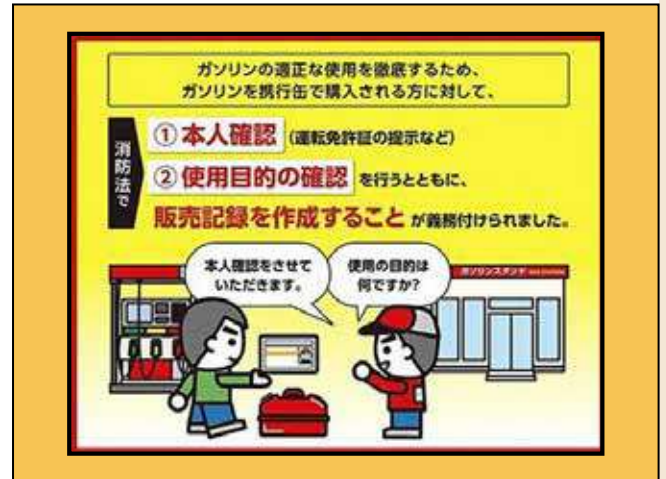 ガソリンの適正な使用を徹底するため、
ガソリンを携行缶で購入される方に対して、
消防法で
① 本人確認 (運転免許証の提示など)
② 使用目的の確認 を行うとともに、
販売記録を作成すること が義務付けられました。
本人確認をさせて
いただきます。
使用の目的は
何ですか?
ガソリンスタンド